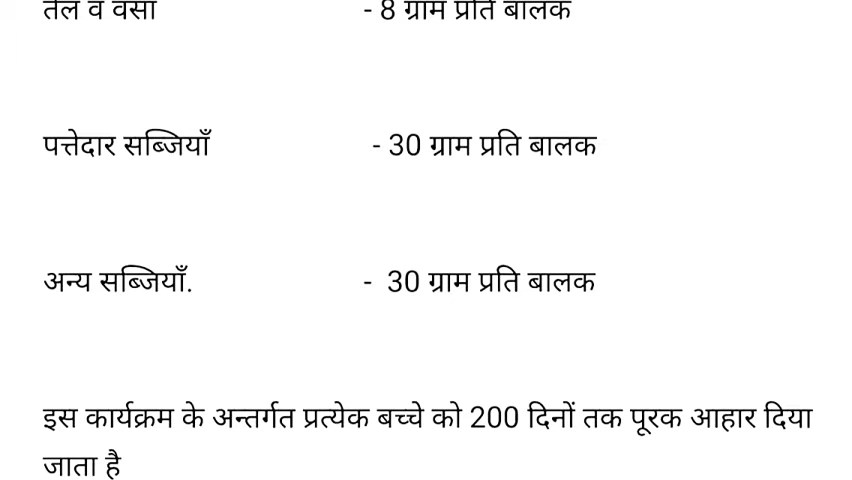 तेल व वसा - 8 ग्राम प्रति बालक
पत्तेदार सब्जियाँ - 30 ग्राम प्रति बालक
अन्य सब्जियाँ. - 30 ग्राम प्रति बालक
इस कार्यक्रम के अन्तर्गत प्रत्येक बच्चे को 200 दिनों तक पूरक आहार दिया
जाता है